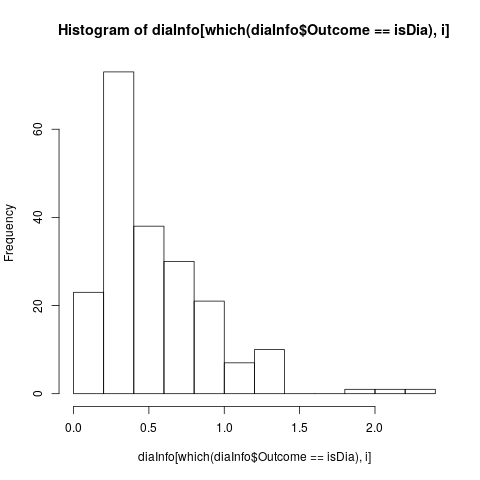 Histogram of diaInfo[which(diaInfo$Outcome == isDia), i]
Frequency
60
40
20
0
0.0 0.5 1.0 1.5 2.0
diaInfo[which(diaInfo$Outcome == isDia), i]